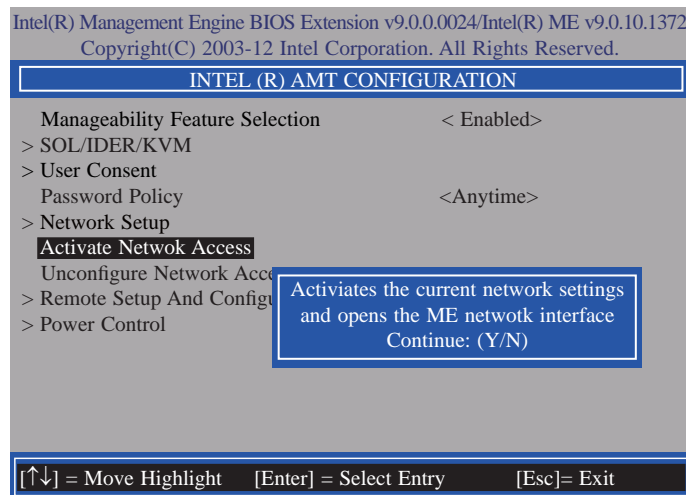 Intel(R) Management Engine BIOS Extension v9.0.0.0024/Intel(R) ME v9.0.10.1372
Copyright(C) 2003-12 Intel Corporation. All Rights Reserved.
INTEL (R) AMT CONFIGURATION
Manageability Feature Selection < Enabled>
> SOL/IDER/KVM
> User Consent
Password Policy <Anytime>
> Network Setup
Activate Netwok Access
Unconfigure Network Acce
> Remote Setup And Configu
> Power Control
Activiates the current network settings
and opens the ME netwotk interface
Continue: (Y/N)
[↑↓] = Move Highlight [Enter] = Select Entry [Esc]= Exit